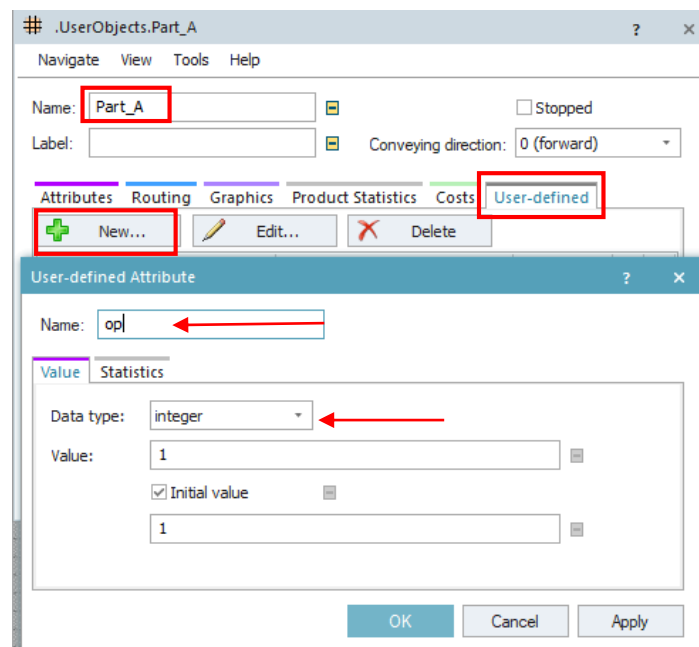 .UserObjects.Part_A ? ×
Navigate View Tools Help
Name: Part_A Stopped
Label: Conveying direction: 0 (forward)
Attributes Routing Graphics Product Statistics Costs User-defined
New... Edit... Delete
User-defined Attribute ? ×
Name: op
Value Statistics
Data type: integer
Value: 1
Initial value
1
OK Cancel Apply